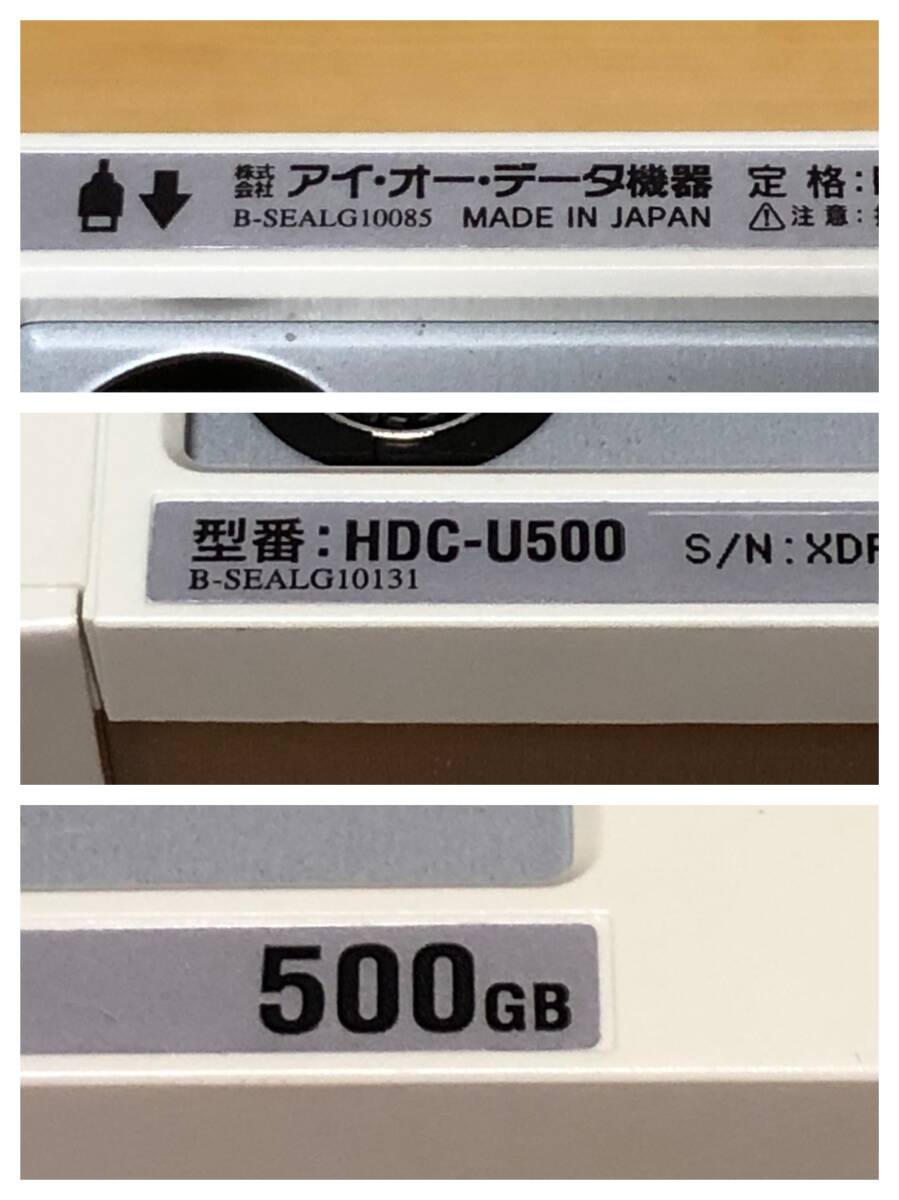 株式会社 アイ・オー・データ機器 定 格:
B-SEALG10085 MADE IN JAPAN ⚠注 意:
型番:HDC-U500 S/N:XDF
B-SEALG10131
500GB